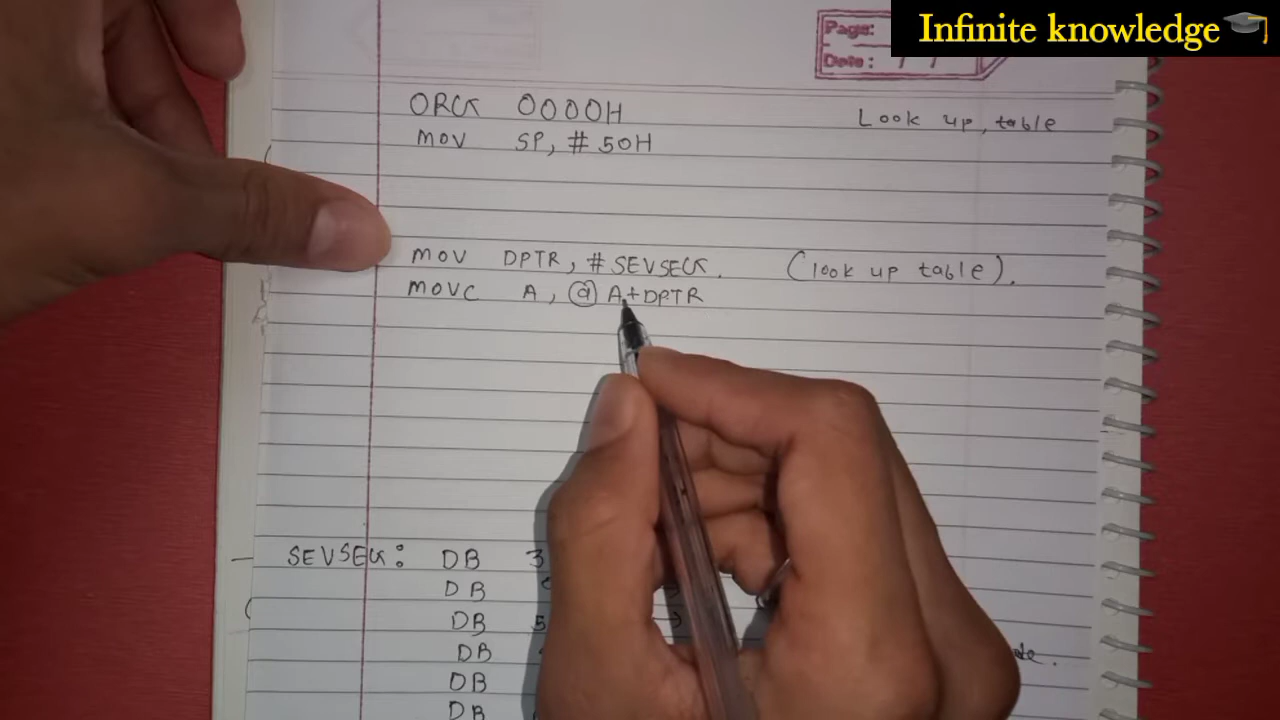 Infinite knowledge
Page:
Date:
ORG 0000H
Look up, table
MOV SP, #50H
MOV DPTR, #SEVSEG. (look up table).
MOVC A, @A+DPTR
SEVSEG: DB 3
DB
DB 5
DB
DB
DB